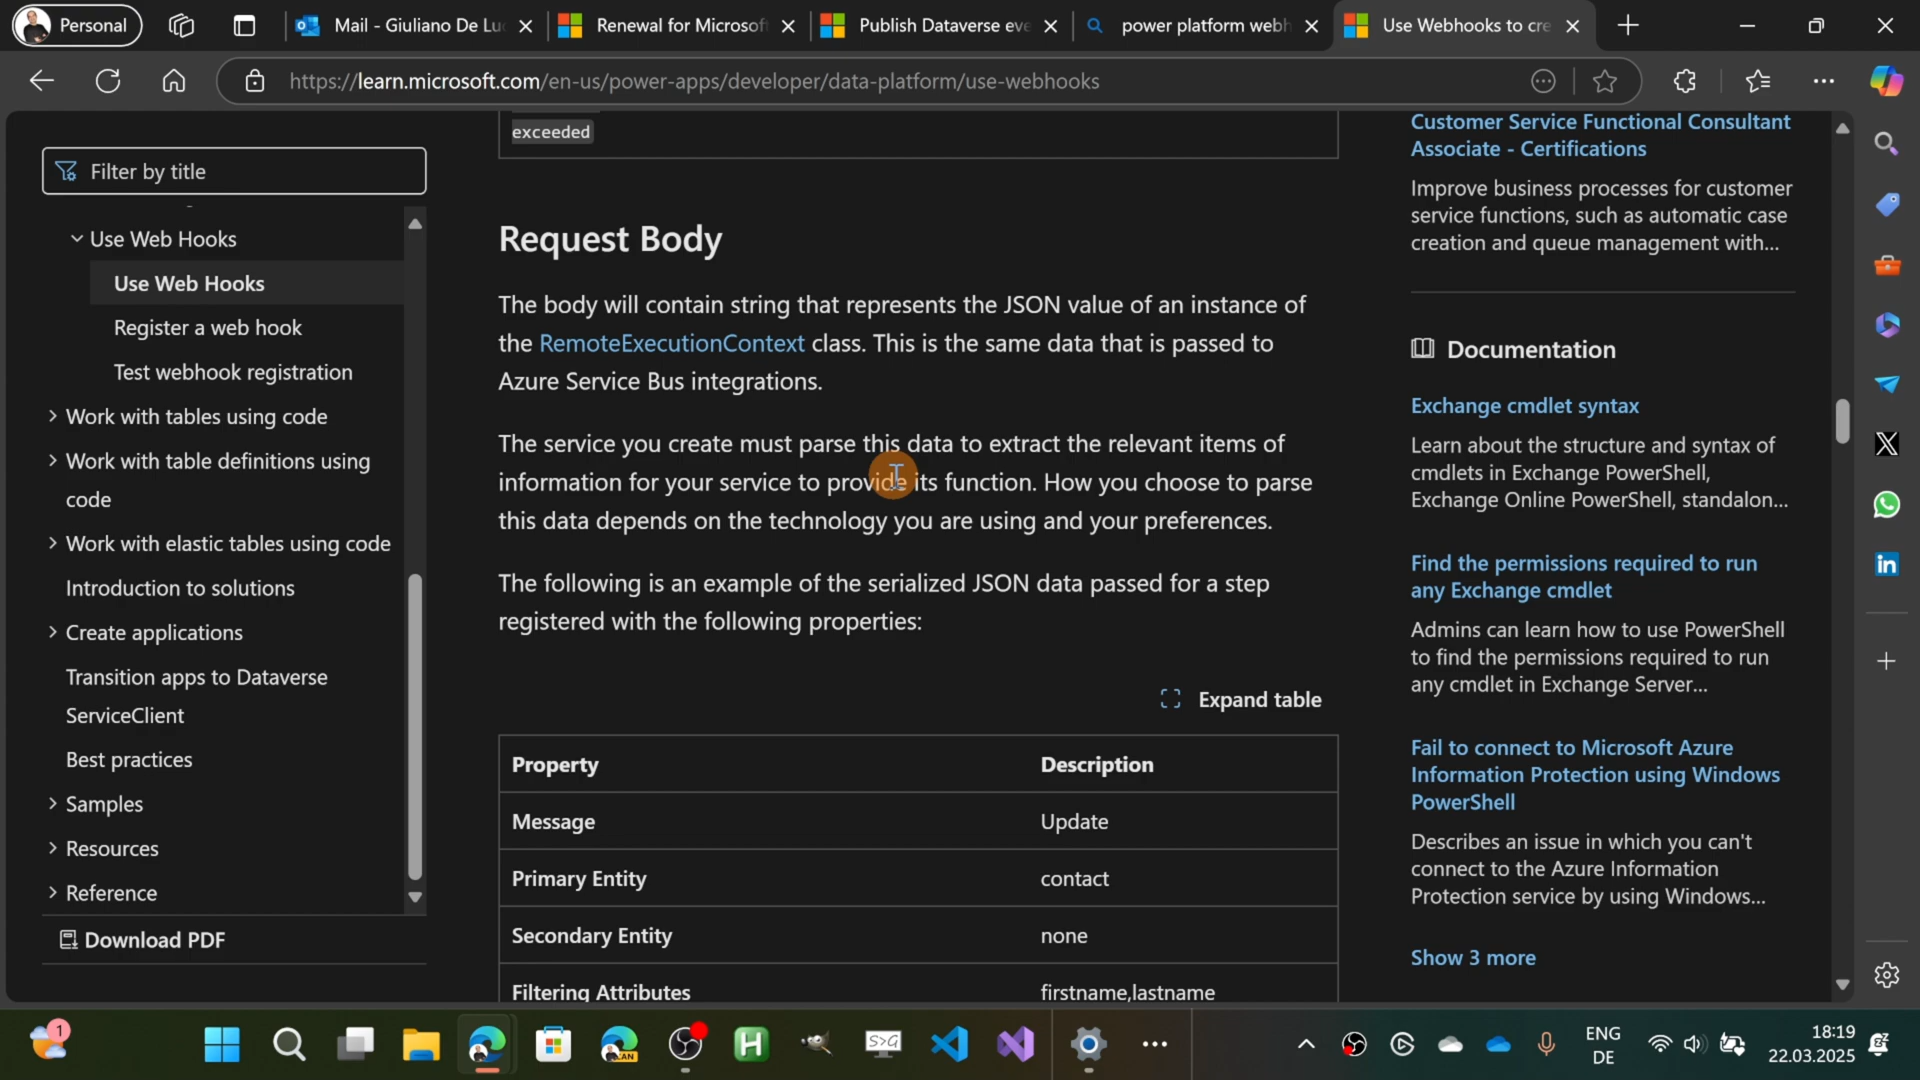 Personal
Mail - Giuliano De Luc
Renewal for Microsoft
Publish Dataverse eve
power platform webh
Use Webhooks to cre
https://learn.microsoft.com/en-us/power-apps/developer/data-platform/use-webhooks
Filter by title
Use Web Hooks
Use Web Hooks
Register a web hook
Test webhook registration
Work with tables using code
Work with table definitions using
code
Work with elastic tables using code
Introduction to solutions
Create applications
Transition apps to Dataverse
ServiceClient
Best practices
Samples
Resources
Reference
Download PDF
exceeded
Request Body
The body will contain string that represents the JSON value of an instance of
the RemoteExecutionContext class. This is the same data that is passed to
Azure Service Bus integrations.
The service you create must parse this data to extract the relevant items of
information for your service to provide its function. How you choose to parse
this data depends on the technology you are using and your preferences.
The following is an example of the serialized JSON data passed for a step
registered with the following properties:
Expand table
Property Description
Message Update
Primary Entity contact
Secondary Entity none
Filtering Attributes firstname,lastname
Customer Service Functional Consultant
Associate - Certifications
Improve business processes for customer
service functions, such as automatic case
creation and queue management with...
Documentation
Exchange cmdlet syntax
Learn about the structure and syntax of
cmdlets in Exchange PowerShell,
Exchange Online PowerShell, standalon...
Find the permissions required to run
any Exchange cmdlet
Admins can learn how to use PowerShell
to find the permissions required to run
any cmdlet in Exchange Server...
Fail to connect to Microsoft Azure
Information Protection using Windows
PowerShell
Describes an issue in which you can't
connect to the Azure Information
Protection service by using Windows...
Show 3 more
1
CAN
S>G
ENG
DE
18:19
22.03.2025